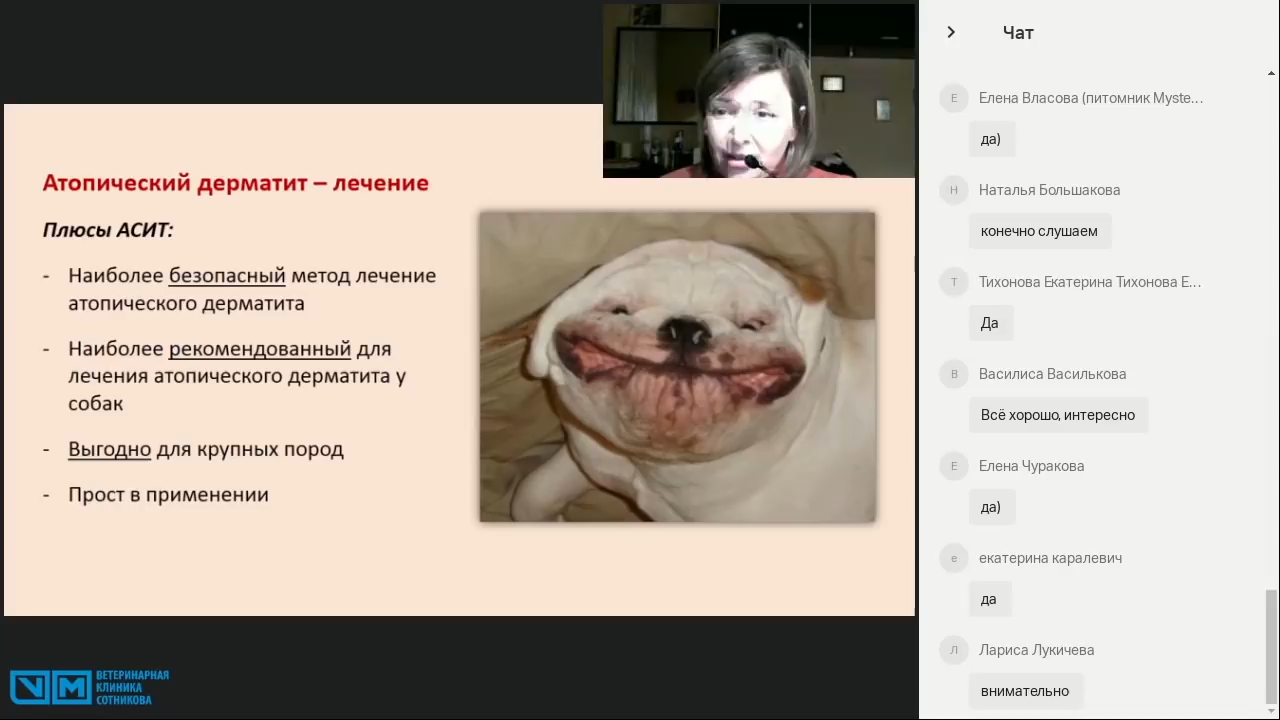 Атопический дерматит – лечение
Плюсы АСИТ:
- Наиболее безопасный метод лечение
атопического дерматита
- Наиболее рекомендованный для
лечения атопического дерматита у
собак
- Выгодно для крупных пород
- Прост в применении
VM
ВЕТЕРИНАРНАЯ
КЛИНИКА
СОТНИКОВА
Чат
Е
Елена Власова (питомник Myste...
да)
Н
Наталья Большакова
конечно слушаем
Т
Тихонова Екатерина Тихонова Е...
Да
В
Василиса Василькова
Всё хорошо, интересно
Е
Елена Чуракова
да)
е
екатерина каралевич
да
Л
Лариса Лукичева
внимательно